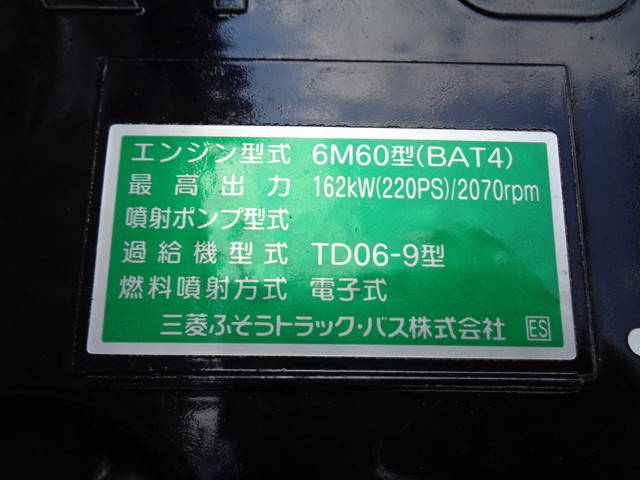 エンジン型式 6M60型(BAT4)
最高出力 162kW(220PS)/2070rpm
噴射ポンプ型式
過給機型式 TD06-9型
燃料噴射方式 電子式
三菱ふそうトラック・バス株式会社 ES